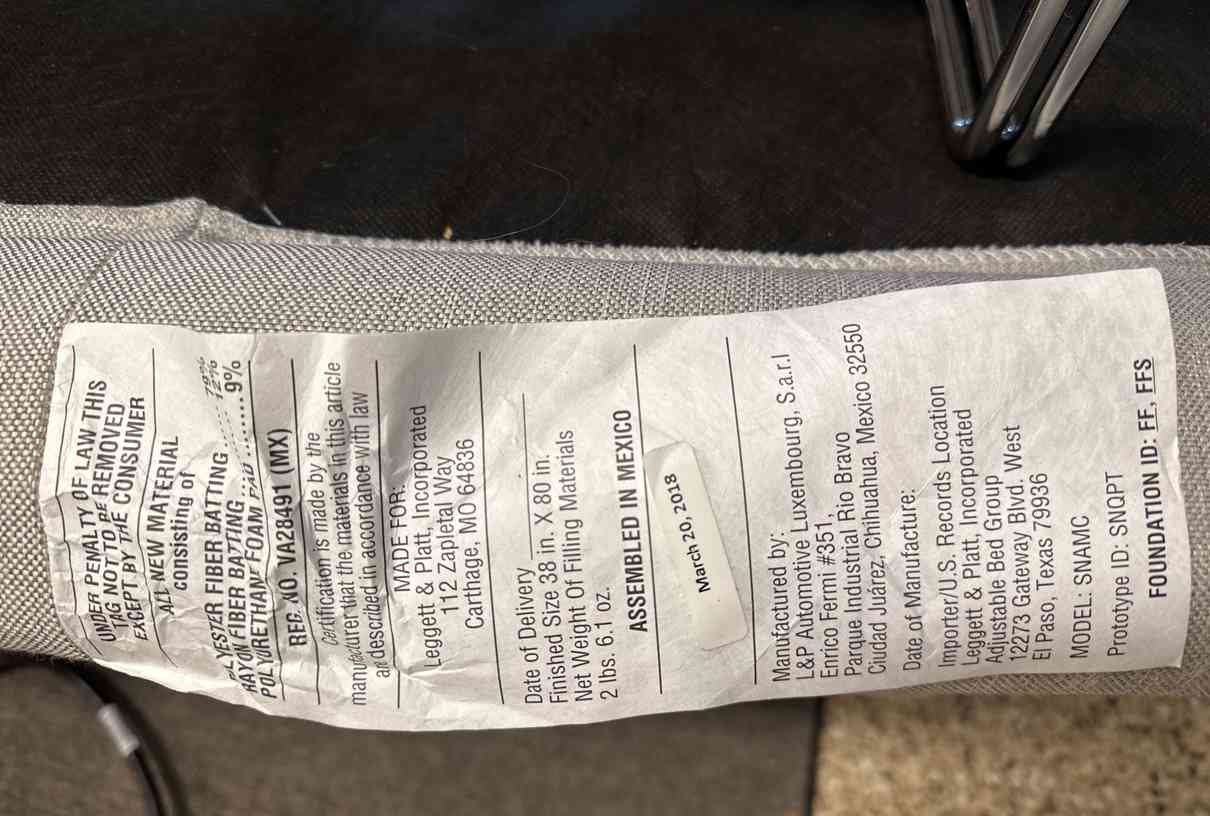 UNDER PENALTY OF LAW THIS
TAG NOT TO BE REMOVED
EXCEPT BY THE CONSUMER
ALL NEW MATERIAL
consisting of
POLYESTER FIBER BATTING ........ 79%
RAYON FIBER BATTING ........ 12%
POLYURETHANE FOAM PAD ........ 9%
REG. NO. VA28491 (MX)
Certification is made by the
manufacturer that the materials in this article
are described in accordance with law
MADE FOR:
Leggett & Platt, Incorporated
112 Zapletal Way
Carthage, MO 64836
Date of Delivery
Finished Size 38 in. X 80 in.
Net Weight Of Filling Materials
2 lbs. 6.1 oz.
ASSEMBLED IN MEXICO
March 20, 2018
Manufactured by:
L&P Automotive Luxembourg, S.a.r.l
Enrico Fermi #351,
Parque Industrial Rio Bravo
Ciudad Juárez, Chihuahua, Mexico 32550
Date of Manufacture:
Importer/U.S. Records Location
Leggett & Platt, Incorporated
Adjustable Bed Group
12273 Gateway Blvd. West
El Paso, Texas 79936
MODEL: SNAMC
Prototype ID: SNQPT
FOUNDATION ID: FF, FFS